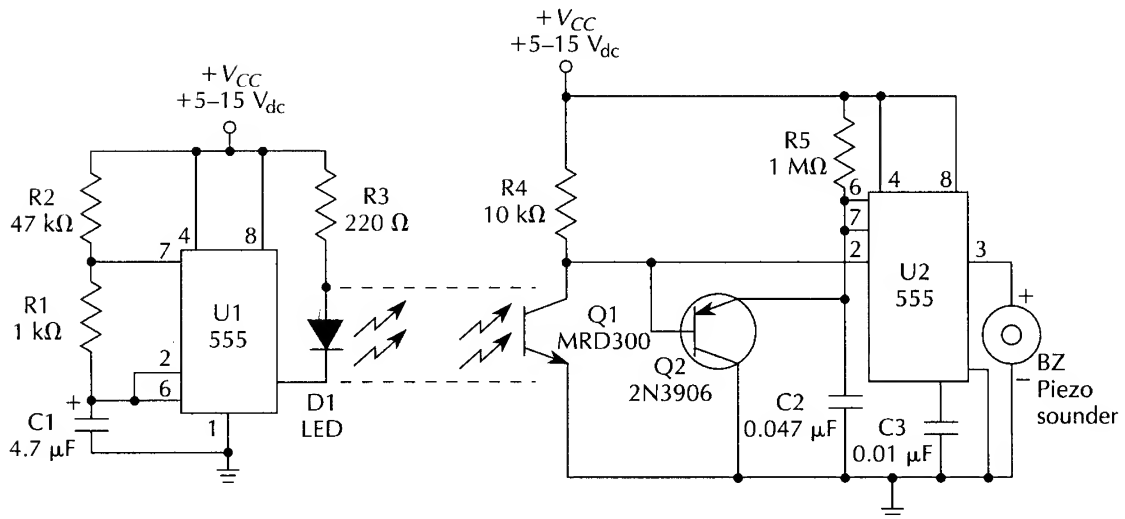 +V_CC
+5–15 V_dc
R2
47 kΩ
R1
1 kΩ
C1
4.7 μF
+
4
8
7
2
6
1
U1
555
R3
220 Ω
D1
LED
+V_CC
+5–15 V_dc
R4
10 kΩ
Q1
MRD300
Q2
2N3906
R5
1 MΩ
6
7
2
4
8
3
U2
555
C2
0.047 μF
C3
0.01 μF
+
−
BZ
Piezo
sounder